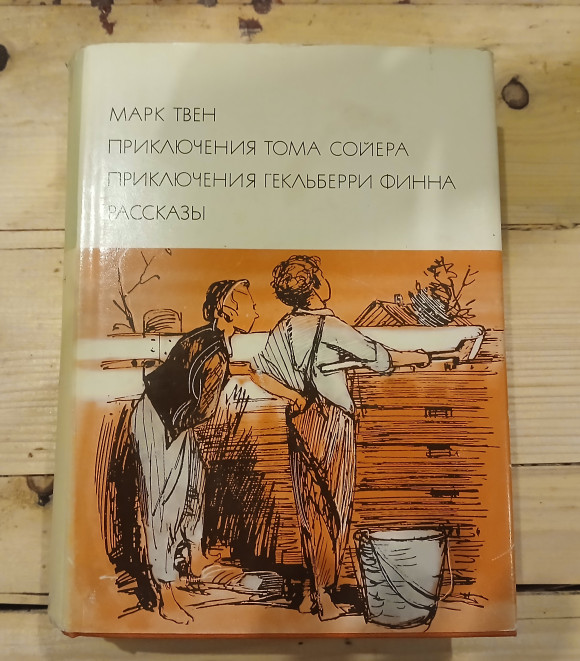 МАРК ТВЕН
ПРИКЛЮЧЕНИЯ ТОМА СОЙЕРА
ПРИКЛЮЧЕНИЯ ГЕКЛЬБЕРРИ ФИННА
РАССКАЗЫ